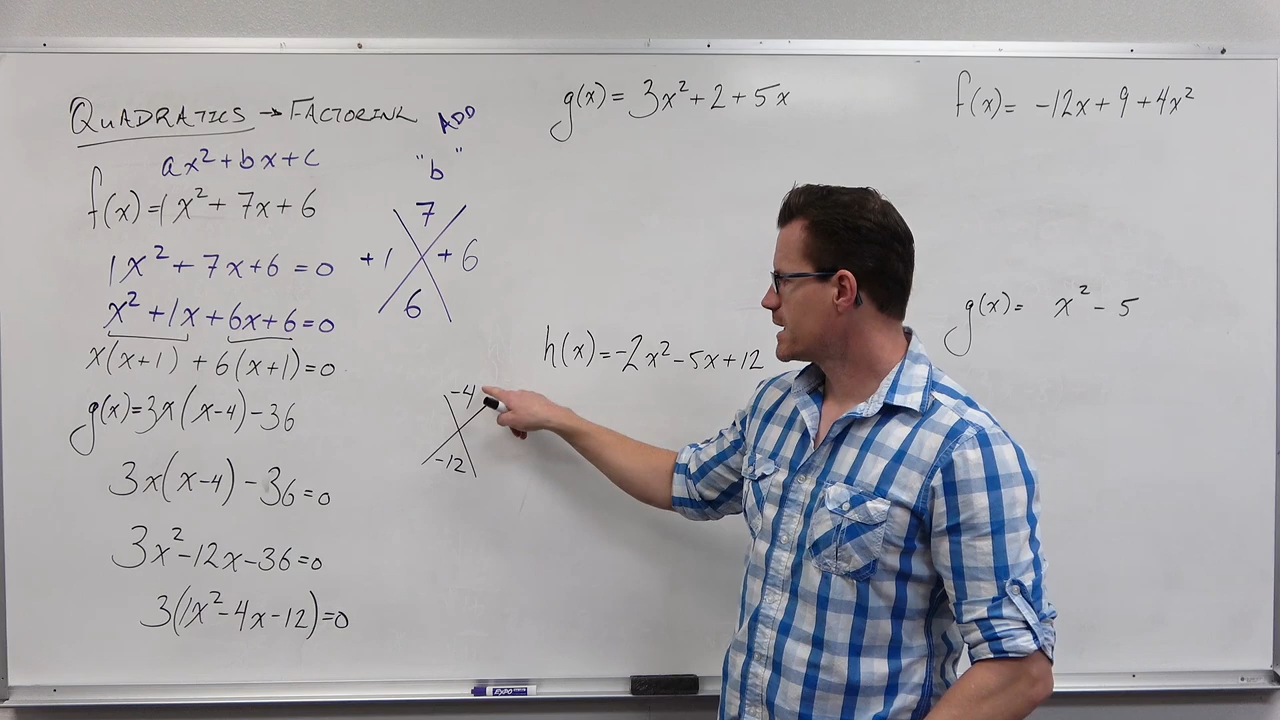 QUADRATICS → FACTORING
ADD
ax² + bx + c
"b"
f(x) = 1x² + 7x + 6
7
1x² + 7x + 6 = 0
+1 +6
x² + 1x + 6x + 6 = 0
6
x(x+1) + 6(x+1) = 0
g(x) = 3x(x-4) - 36
-4
-12
3x(x-4) - 36 = 0
3x² - 12x - 36 = 0
3(1x² - 4x - 12) = 0
g(x) = 3x² + 2 + 5x
h(x) = -2x² - 5x + 12
f(x) = -12x + 9 + 4x²
g(x) = x² - 5
EXPO